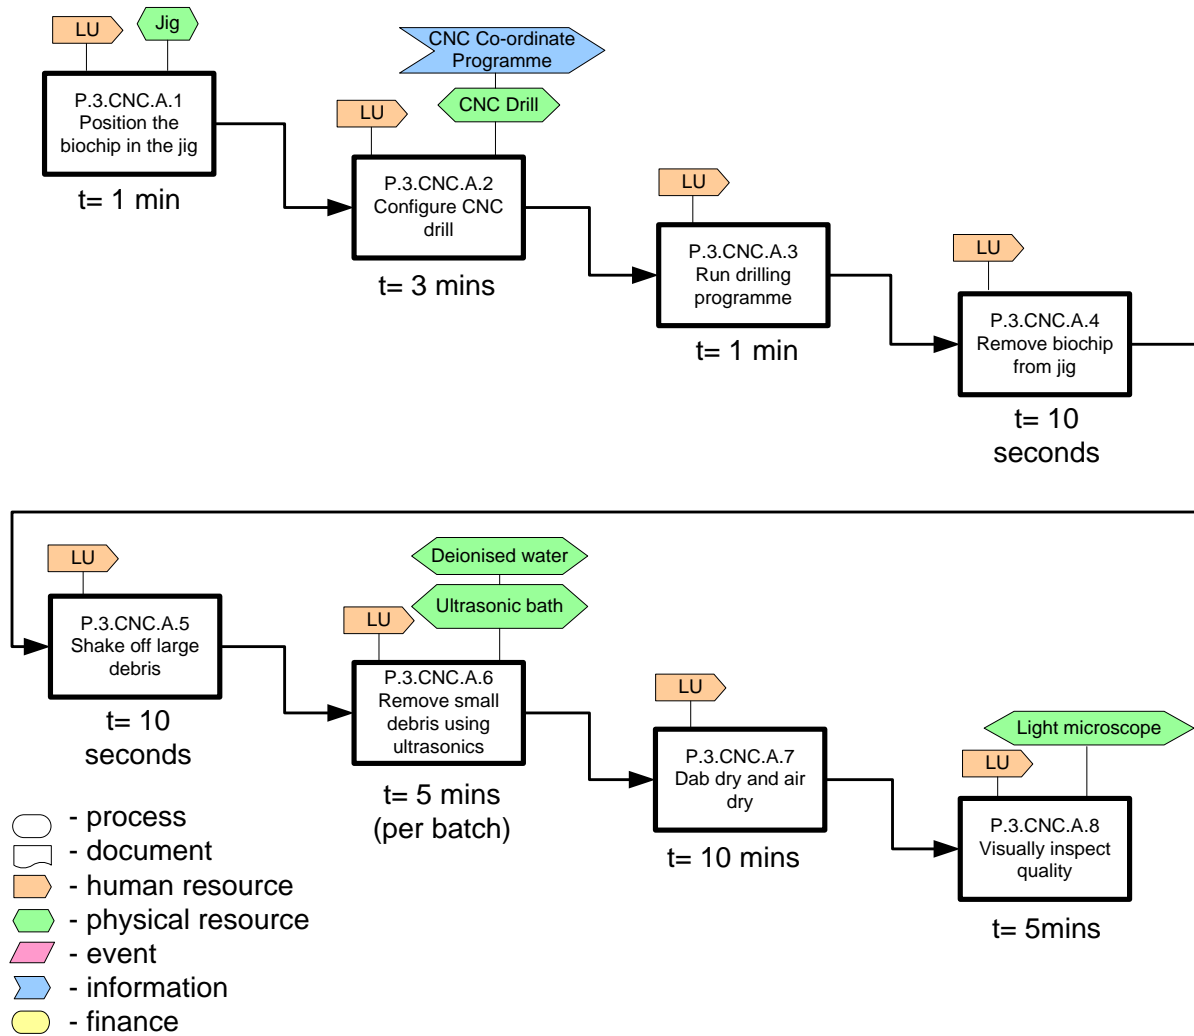 LU
Jig
P.3.CNC.A.1
Position the
biochip in the jig
t= 1 min
CNC Co-ordinate
Programme
CNC Drill
LU
P.3.CNC.A.2
Configure CNC
drill
t= 3 mins
LU
P.3.CNC.A.3
Run drilling
programme
t= 1 min
LU
P.3.CNC.A.4
Remove biochip
from jig
t= 10
seconds
LU
P.3.CNC.A.5
Shake off large
debris
t= 10
seconds
Deionised water
Ultrasonic bath
LU
P.3.CNC.A.6
Remove small
debris using
ultrasonics
t= 5 mins
(per batch)
LU
P.3.CNC.A.7
Dab dry and air
dry
t= 10 mins
Light microscope
LU
P.3.CNC.A.8
Visually inspect
quality
t= 5mins
- process
- document
- human resource
- physical resource
- event
- information
- finance